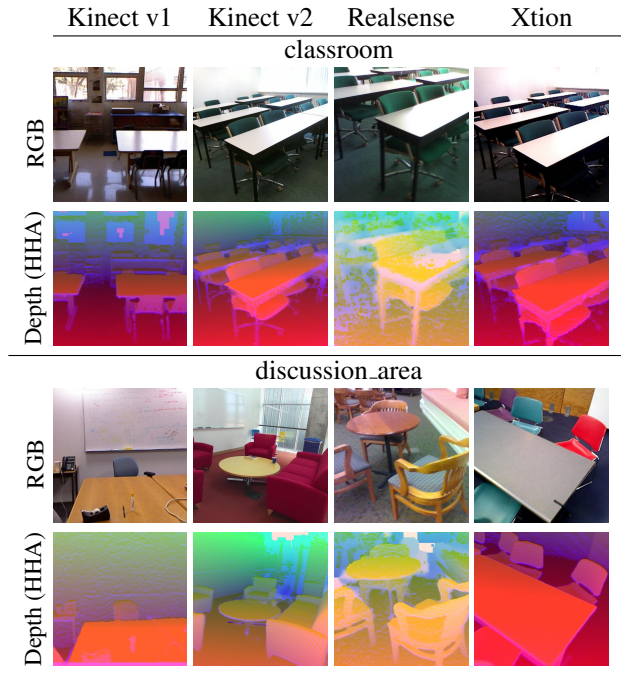 Kinect v1 Kinect v2 Realsense Xtion
classroom
RGB
Depth (HHA)
discussion_area
RGB
Depth (HHA)